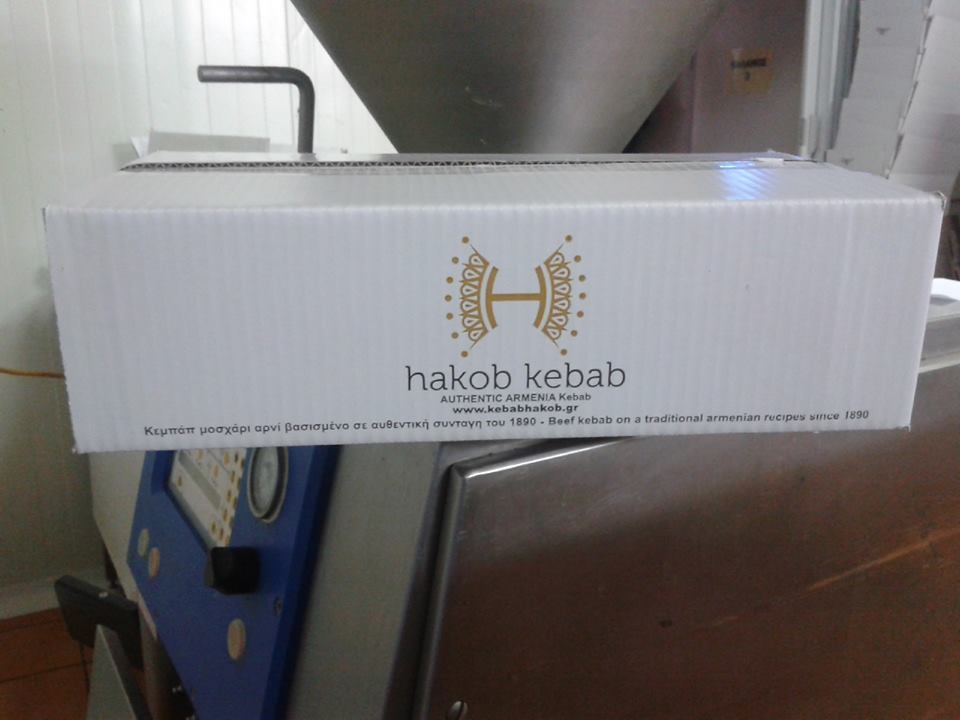 hakob kebab
AUTHENTIC ARMENIA Kebab
www.kebabhakob.gr
Κεμπάπ μοσχάρι αρνί βασισμένο σε αυθεντική συνταγη του 1890 - Beef kebab on a traditional armenian recipes since 1890